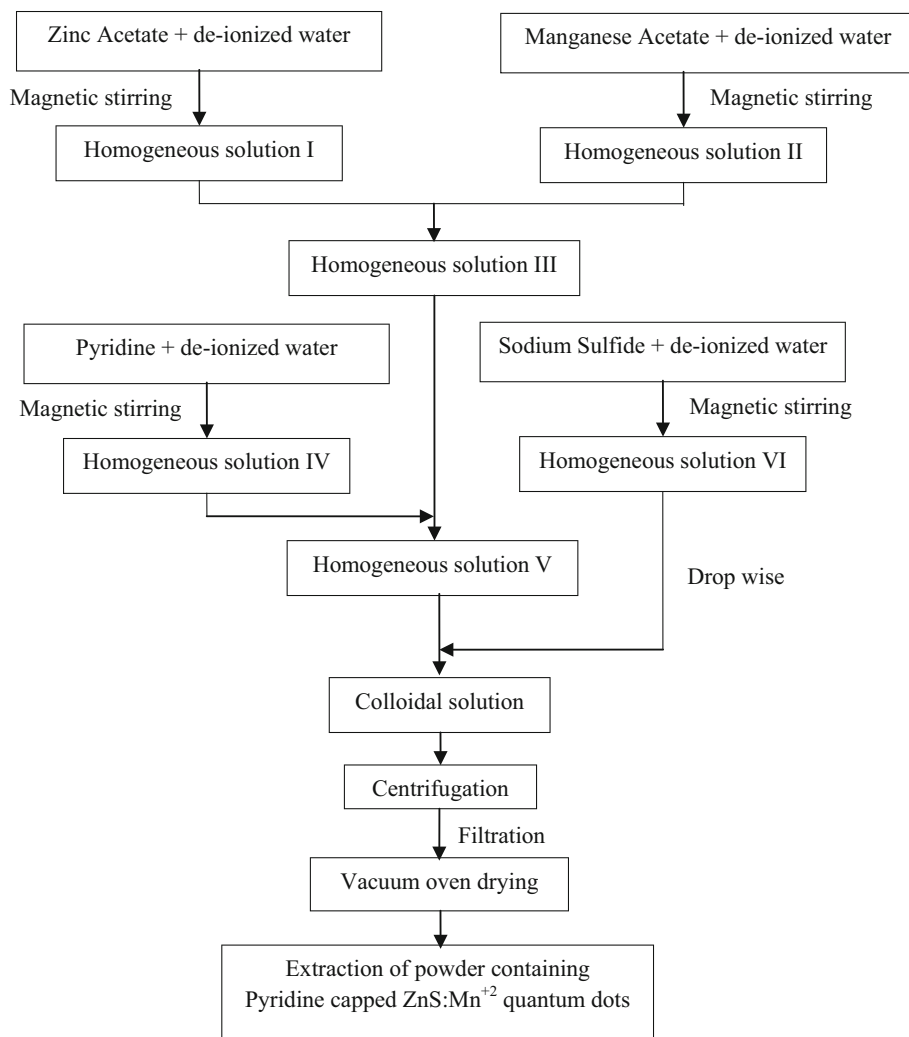 Zinc Acetate + de-ionized water
Manganese Acetate + de-ionized water
Magnetic stirring
Magnetic stirring
Homogeneous solution I
Homogeneous solution II
Homogeneous solution III
Pyridine + de-ionized water
Sodium Sulfide + de-ionized water
Magnetic stirring
Magnetic stirring
Homogeneous solution IV
Homogeneous solution VI
Homogeneous solution V
Drop wise
Colloidal solution
Centrifugation
Filtration
Vacuum oven drying
Extraction of powder containing
Pyridine capped ZnS:Mn⁺² quantum dots